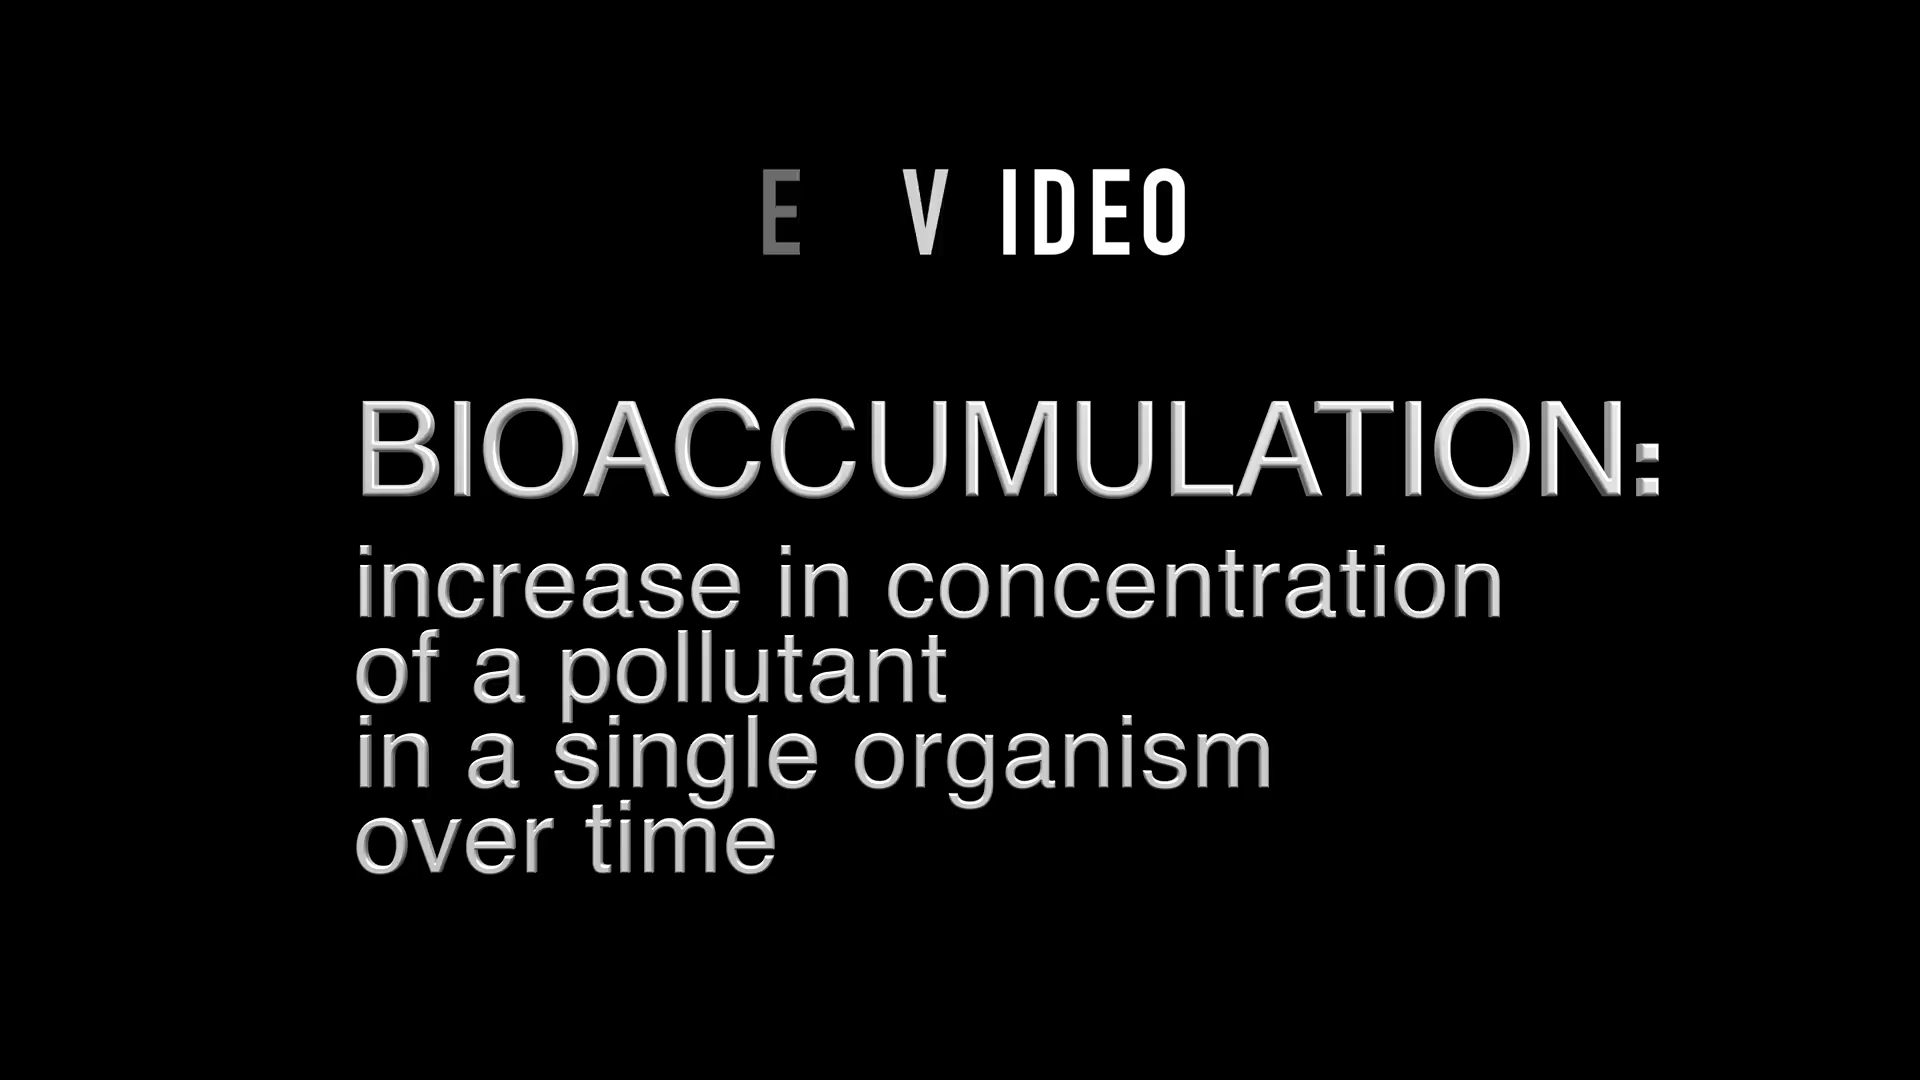 E V IDEO
BIOACCUMULATION:
increase in concentration
of a pollutant
in a single organism
over time